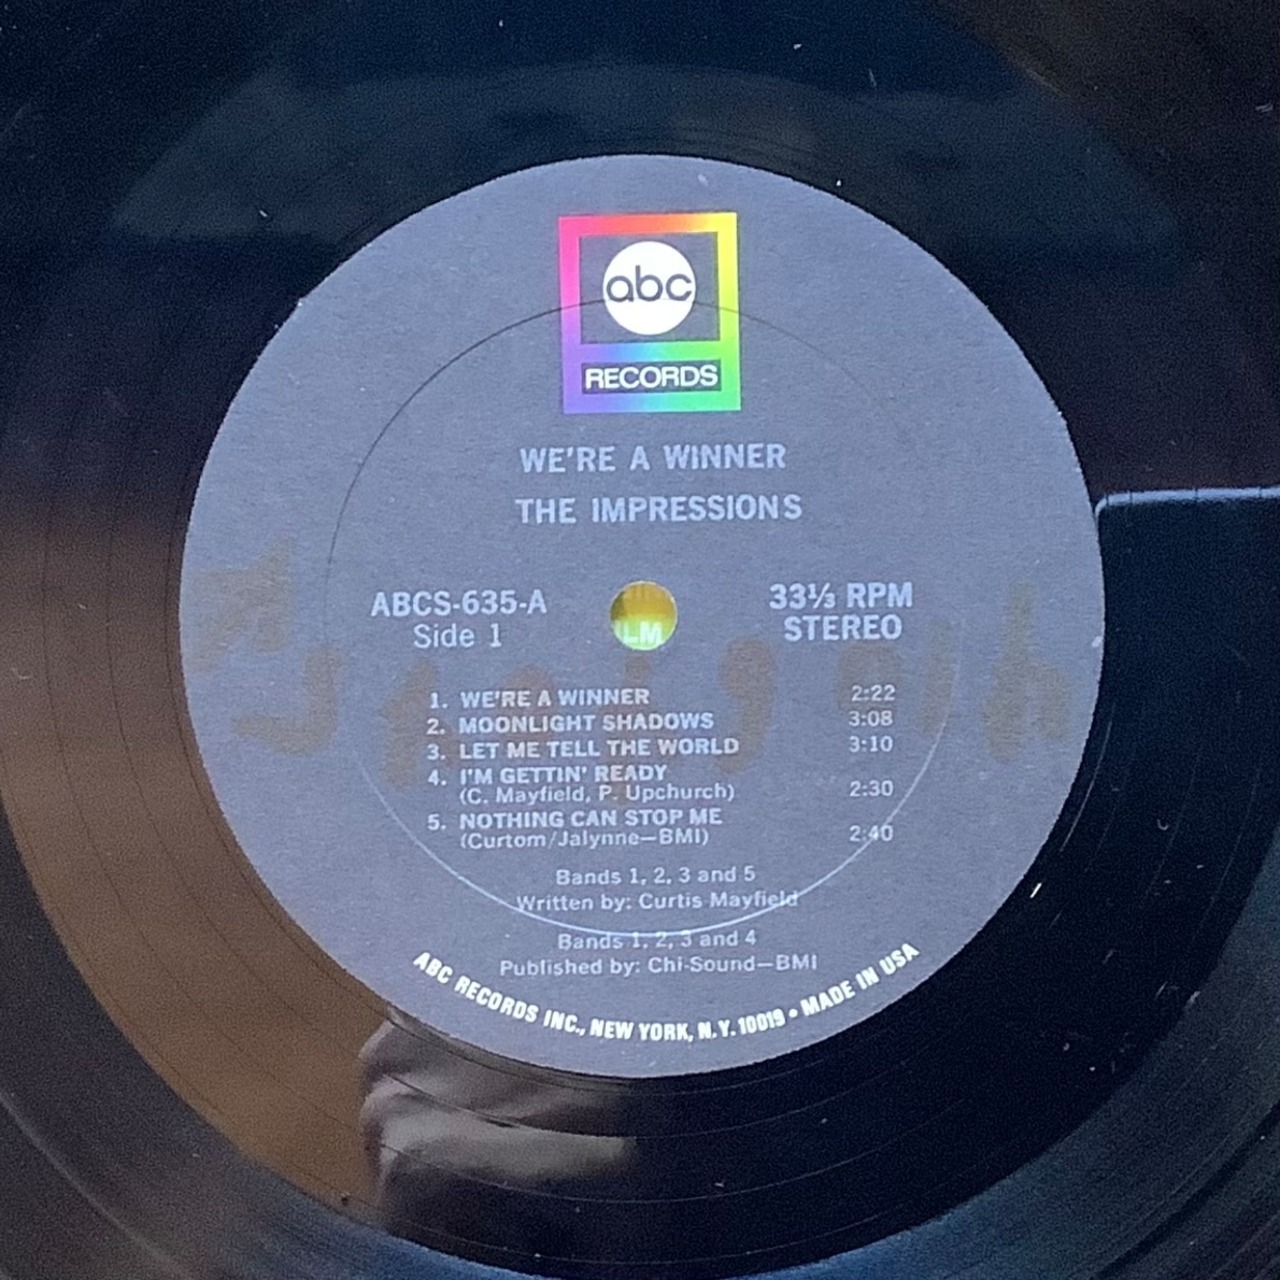 abc
RECORDS
WE'RE A WINNER
THE IMPRESSIONS
ABCS-635-A
Side 1
33⅓ RPM
STEREO
LM
1. WE'RE A WINNER 2:22
2. MOONLIGHT SHADOWS 3:08
3. LET ME TELL THE WORLD 3:10
4. I'M GETTIN' READY
(C. Mayfield, P. Upchurch) 2:30
5. NOTHING CAN STOP ME
(Curtom/Jalynne—BMI) 2:40
Bands 1, 2, 3 and 5
Written by: Curtis Mayfield
Bands 1, 2, 3 and 4
Published by: Chi-Sound—BMI
ABC RECORDS INC., NEW YORK, N.Y. 10019 • MADE IN USA